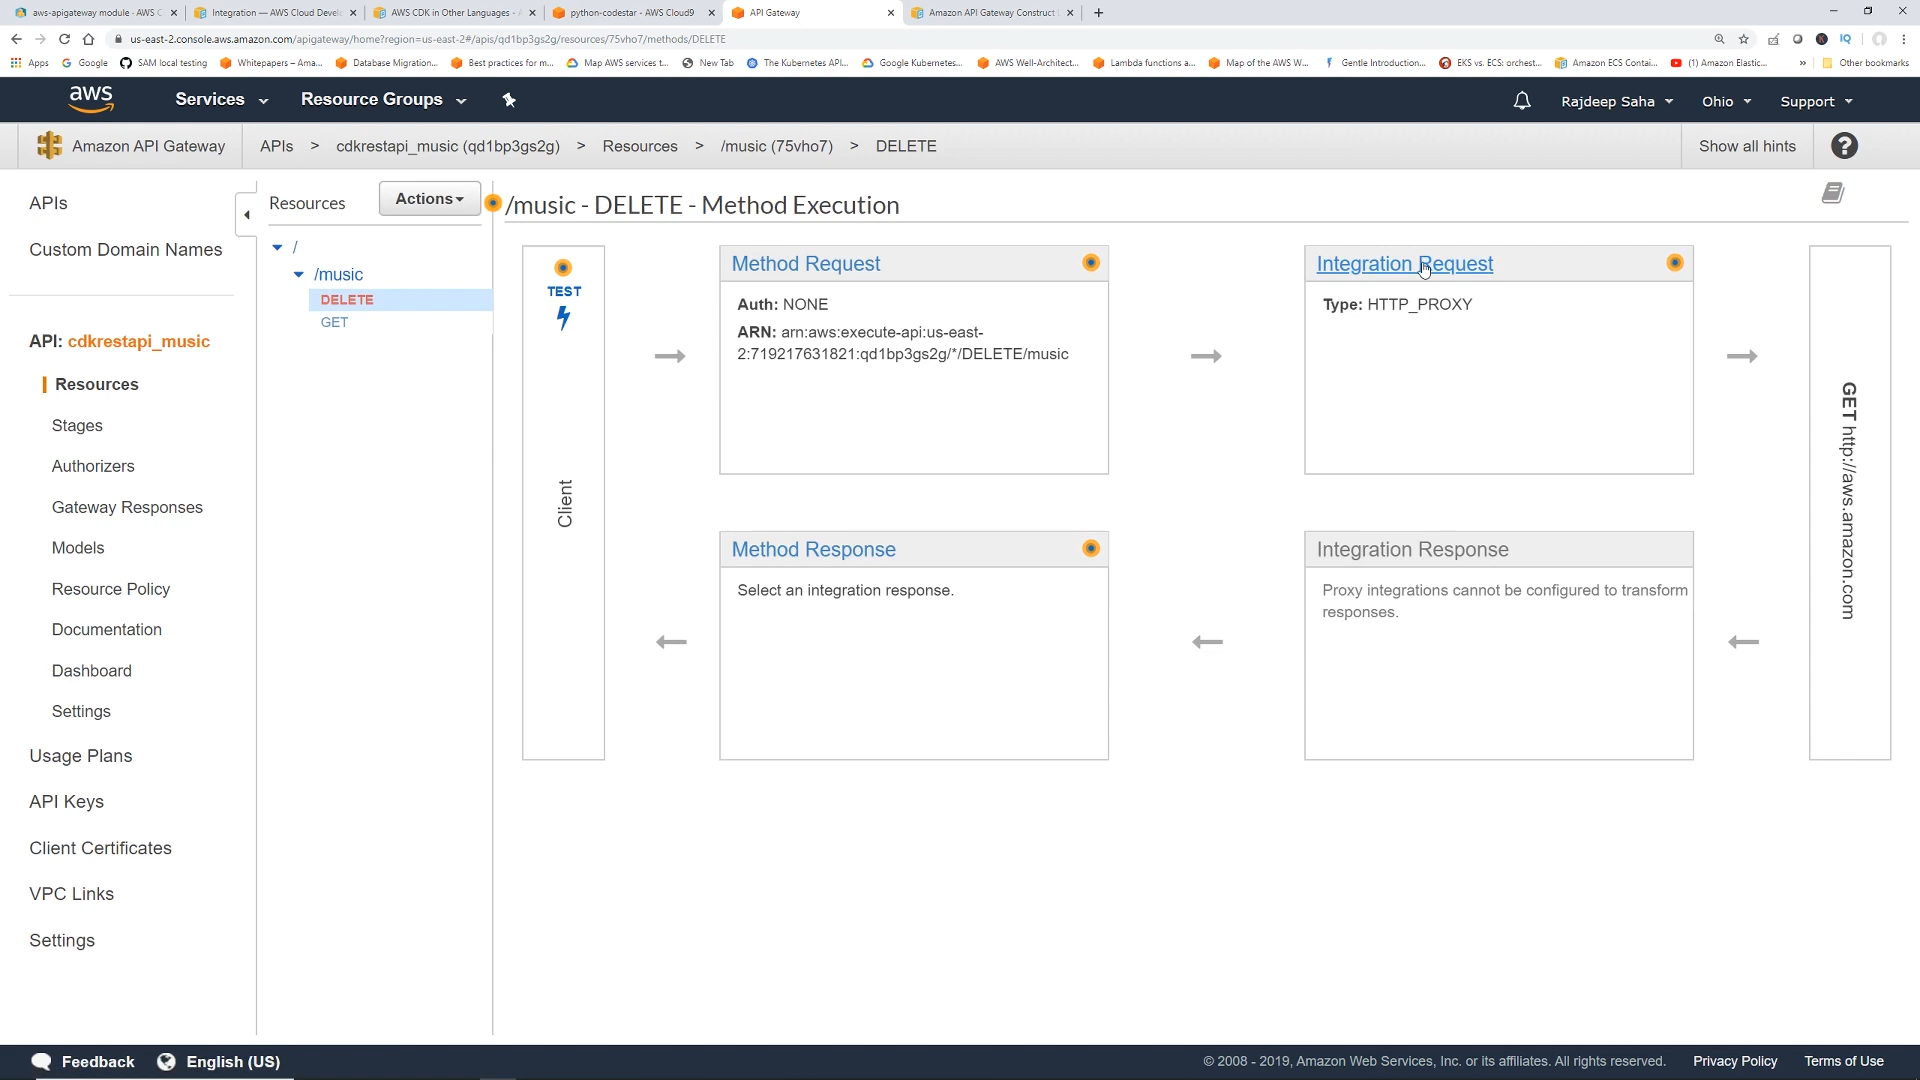 aws-apigateway module - AWS C
Integration — AWS Cloud Devel
AWS CDK in Other Languages -
python-codestar - AWS Cloud9
API Gateway
Amazon API Gateway Construct
us-east-2.console.aws.amazon.com/apigateway/home?region=us-east-2#/apis/qd1bp3gs2g/resources/75vho7/methods/DELETE
Apps
Google
SAM local testing
Whitepapers – Ama...
Database Migration...
Best practices for m...
Map AWS services t...
New Tab
The Kubernetes API...
Google Kubernetes...
AWS Well-Architect...
Lambda functions a...
Map of the AWS W...
Gentle Introduction...
EKS vs. ECS: orchest...
Amazon ECS Contai...
(1) Amazon Elastic...
»
Other bookmarks
aws
Services
Resource Groups
Rajdeep Saha
Ohio
Support
Amazon API Gateway
APIs > cdkrestapi_music (qd1bp3gs2g) > Resources > /music (75vho7) > DELETE
Show all hints
?
APIs
Custom Domain Names
API: cdkrestapi_music
Resources
Stages
Authorizers
Gateway Responses
Models
Resource Policy
Documentation
Dashboard
Settings
Usage Plans
API Keys
Client Certificates
VPC Links
Settings
Resources
Actions
/
/music
DELETE
GET
/music - DELETE - Method Execution
TEST
Client
Method Request
Auth: NONE
ARN: arn:aws:execute-api:us-east-
2:719217631821:qd1bp3gs2g/*/DELETE/music
Integration Request
Type: HTTP_PROXY
GET http://aws.amazon.com
Method Response
Select an integration response.
Integration Response
Proxy integrations cannot be configured to transform
responses.
Feedback
English (US)
© 2008 - 2019, Amazon Web Services, Inc. or its affiliates. All rights reserved.
Privacy Policy
Terms of Use